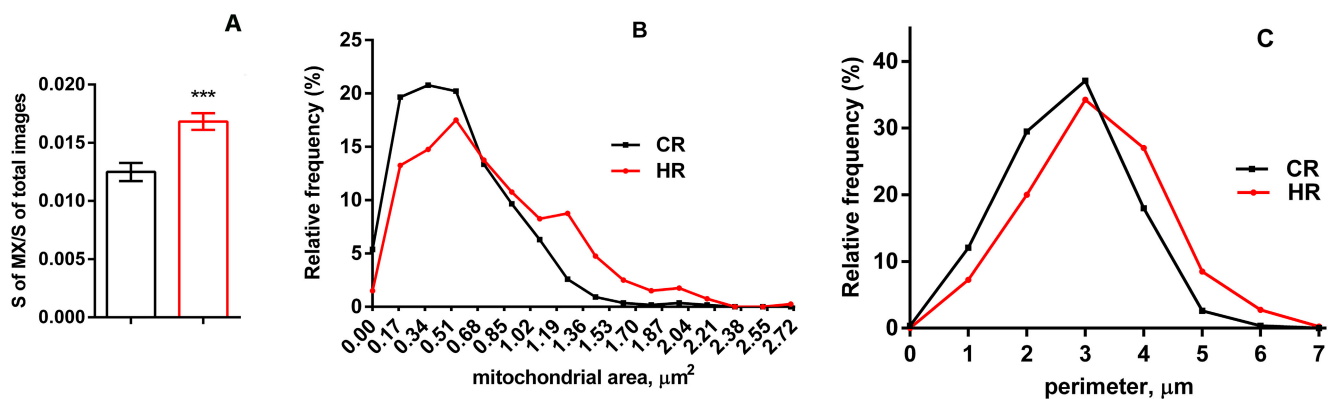 A
S of MX/S of total images
0.020
0.015
0.010
0.005
0.000
***
B
Relative frequency (%)
25
20
15
10
5
0
CR
HR
0.00
0.17
0.34
0.51
0.68
0.85
1.02
1.19
1.36
1.53
1.70
1.87
2.04
2.21
2.38
2.55
2.72
mitochondrial area, μm²
C
Relative frequency (%)
40
30
20
10
0
CR
HR
0 1 2 3 4 5 6 7
perimeter, μm